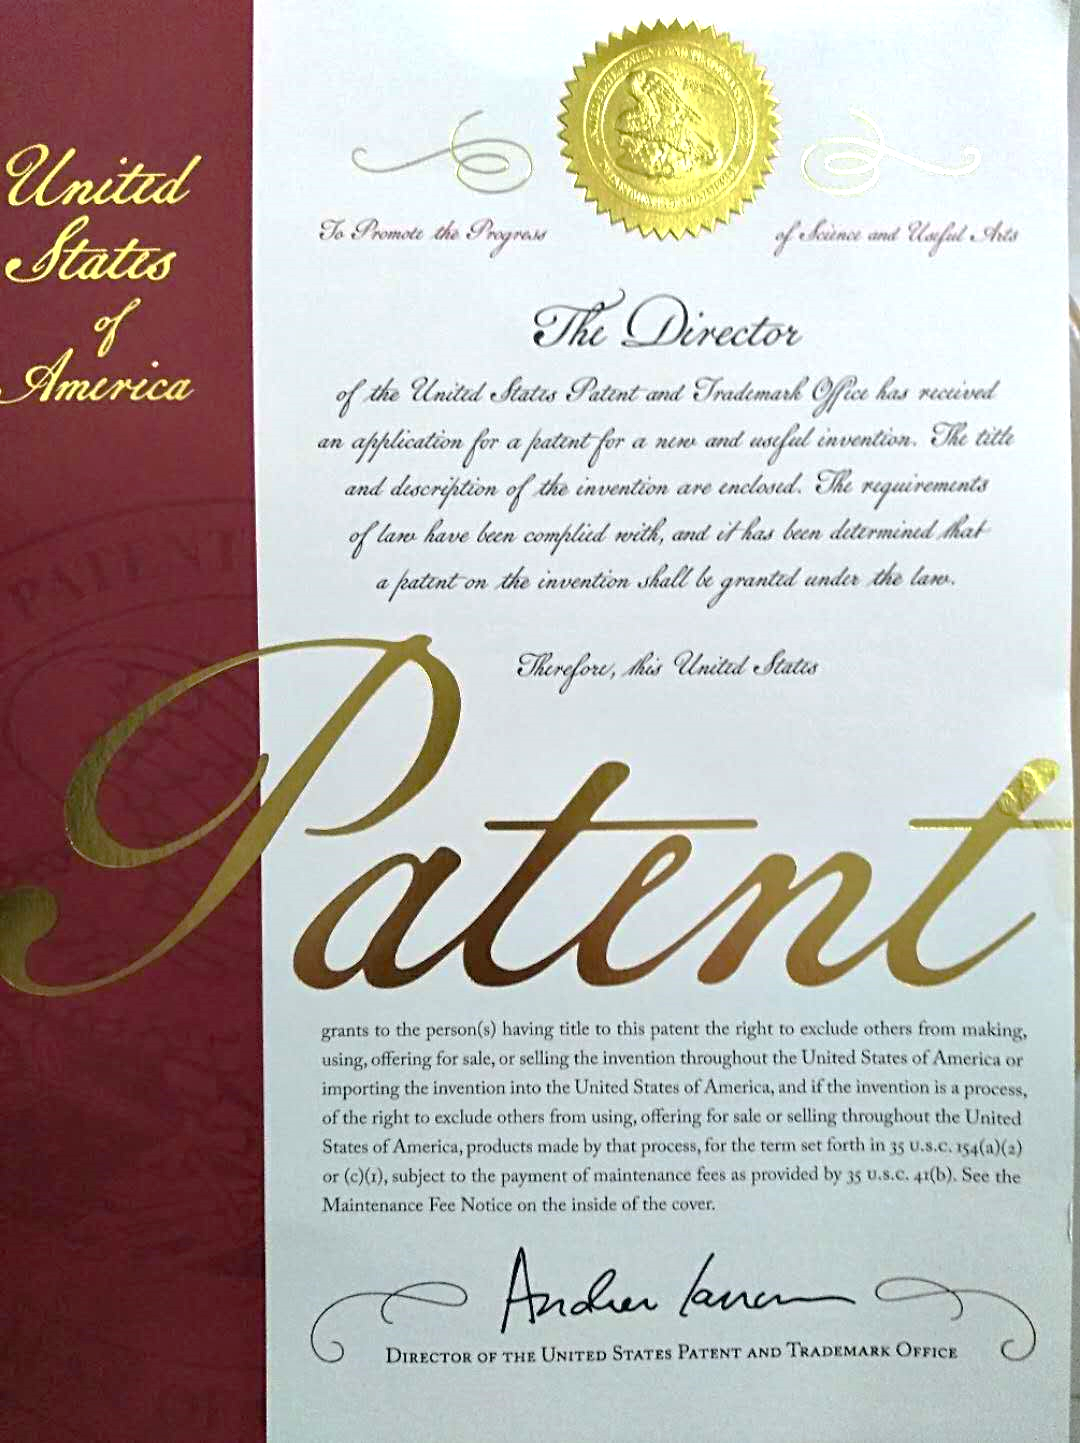 United
States
of
America
To Promote the Progress
of Science and Useful Arts
The Director
of the United States Patent and Trademark Office has received
an application for a patent for a new and useful invention. The title
and description of the invention are enclosed. The requirements
of law have been complied with, and it has been determined that
a patent on the invention shall be granted under the law.
Therefore, this United States
Patent
grants to the person(s) having title to this patent the right to exclude others from making,
using, offering for sale, or selling the invention throughout the United States of America or
importing the invention into the United States of America, and if the invention is a process,
of the right to exclude others from using, offering for sale or selling throughout the United
States of America, products made by that process, for the term set forth in 35 U.S.C. 154(a)(2)
or (c)(1), subject to the payment of maintenance fees as provided by 35 U.S.C. 41(b). See the
Maintenance Fee Notice on the inside of the cover.
Andrei Iancu
DIRECTOR OF THE UNITED STATES PATENT AND TRADEMARK OFFICE